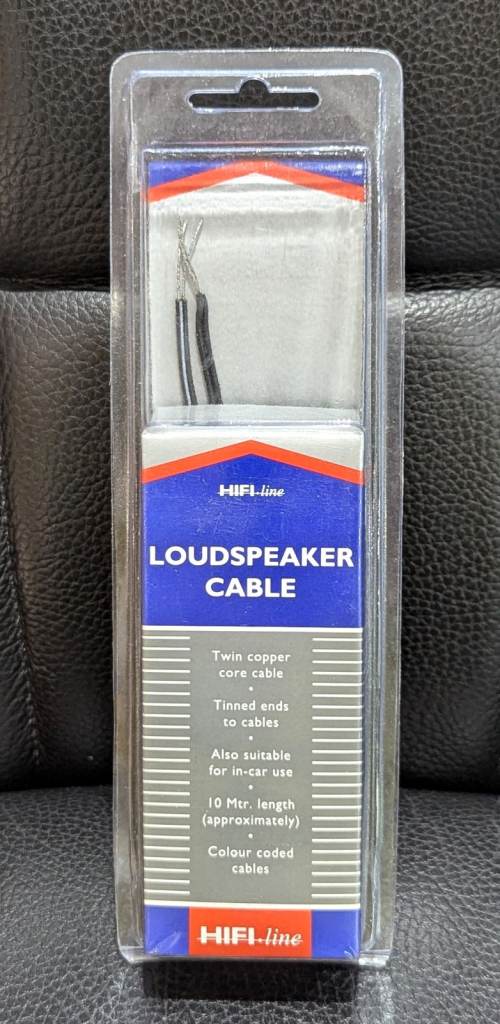 HIFI-line
LOUDSPEAKER
CABLE
Twin copper
core cable
•
Tinned ends
to cables
•
Also suitable
for in-car use
•
10 Mtr. length
(approximately)
•
Colour coded
cables
HIFI-line